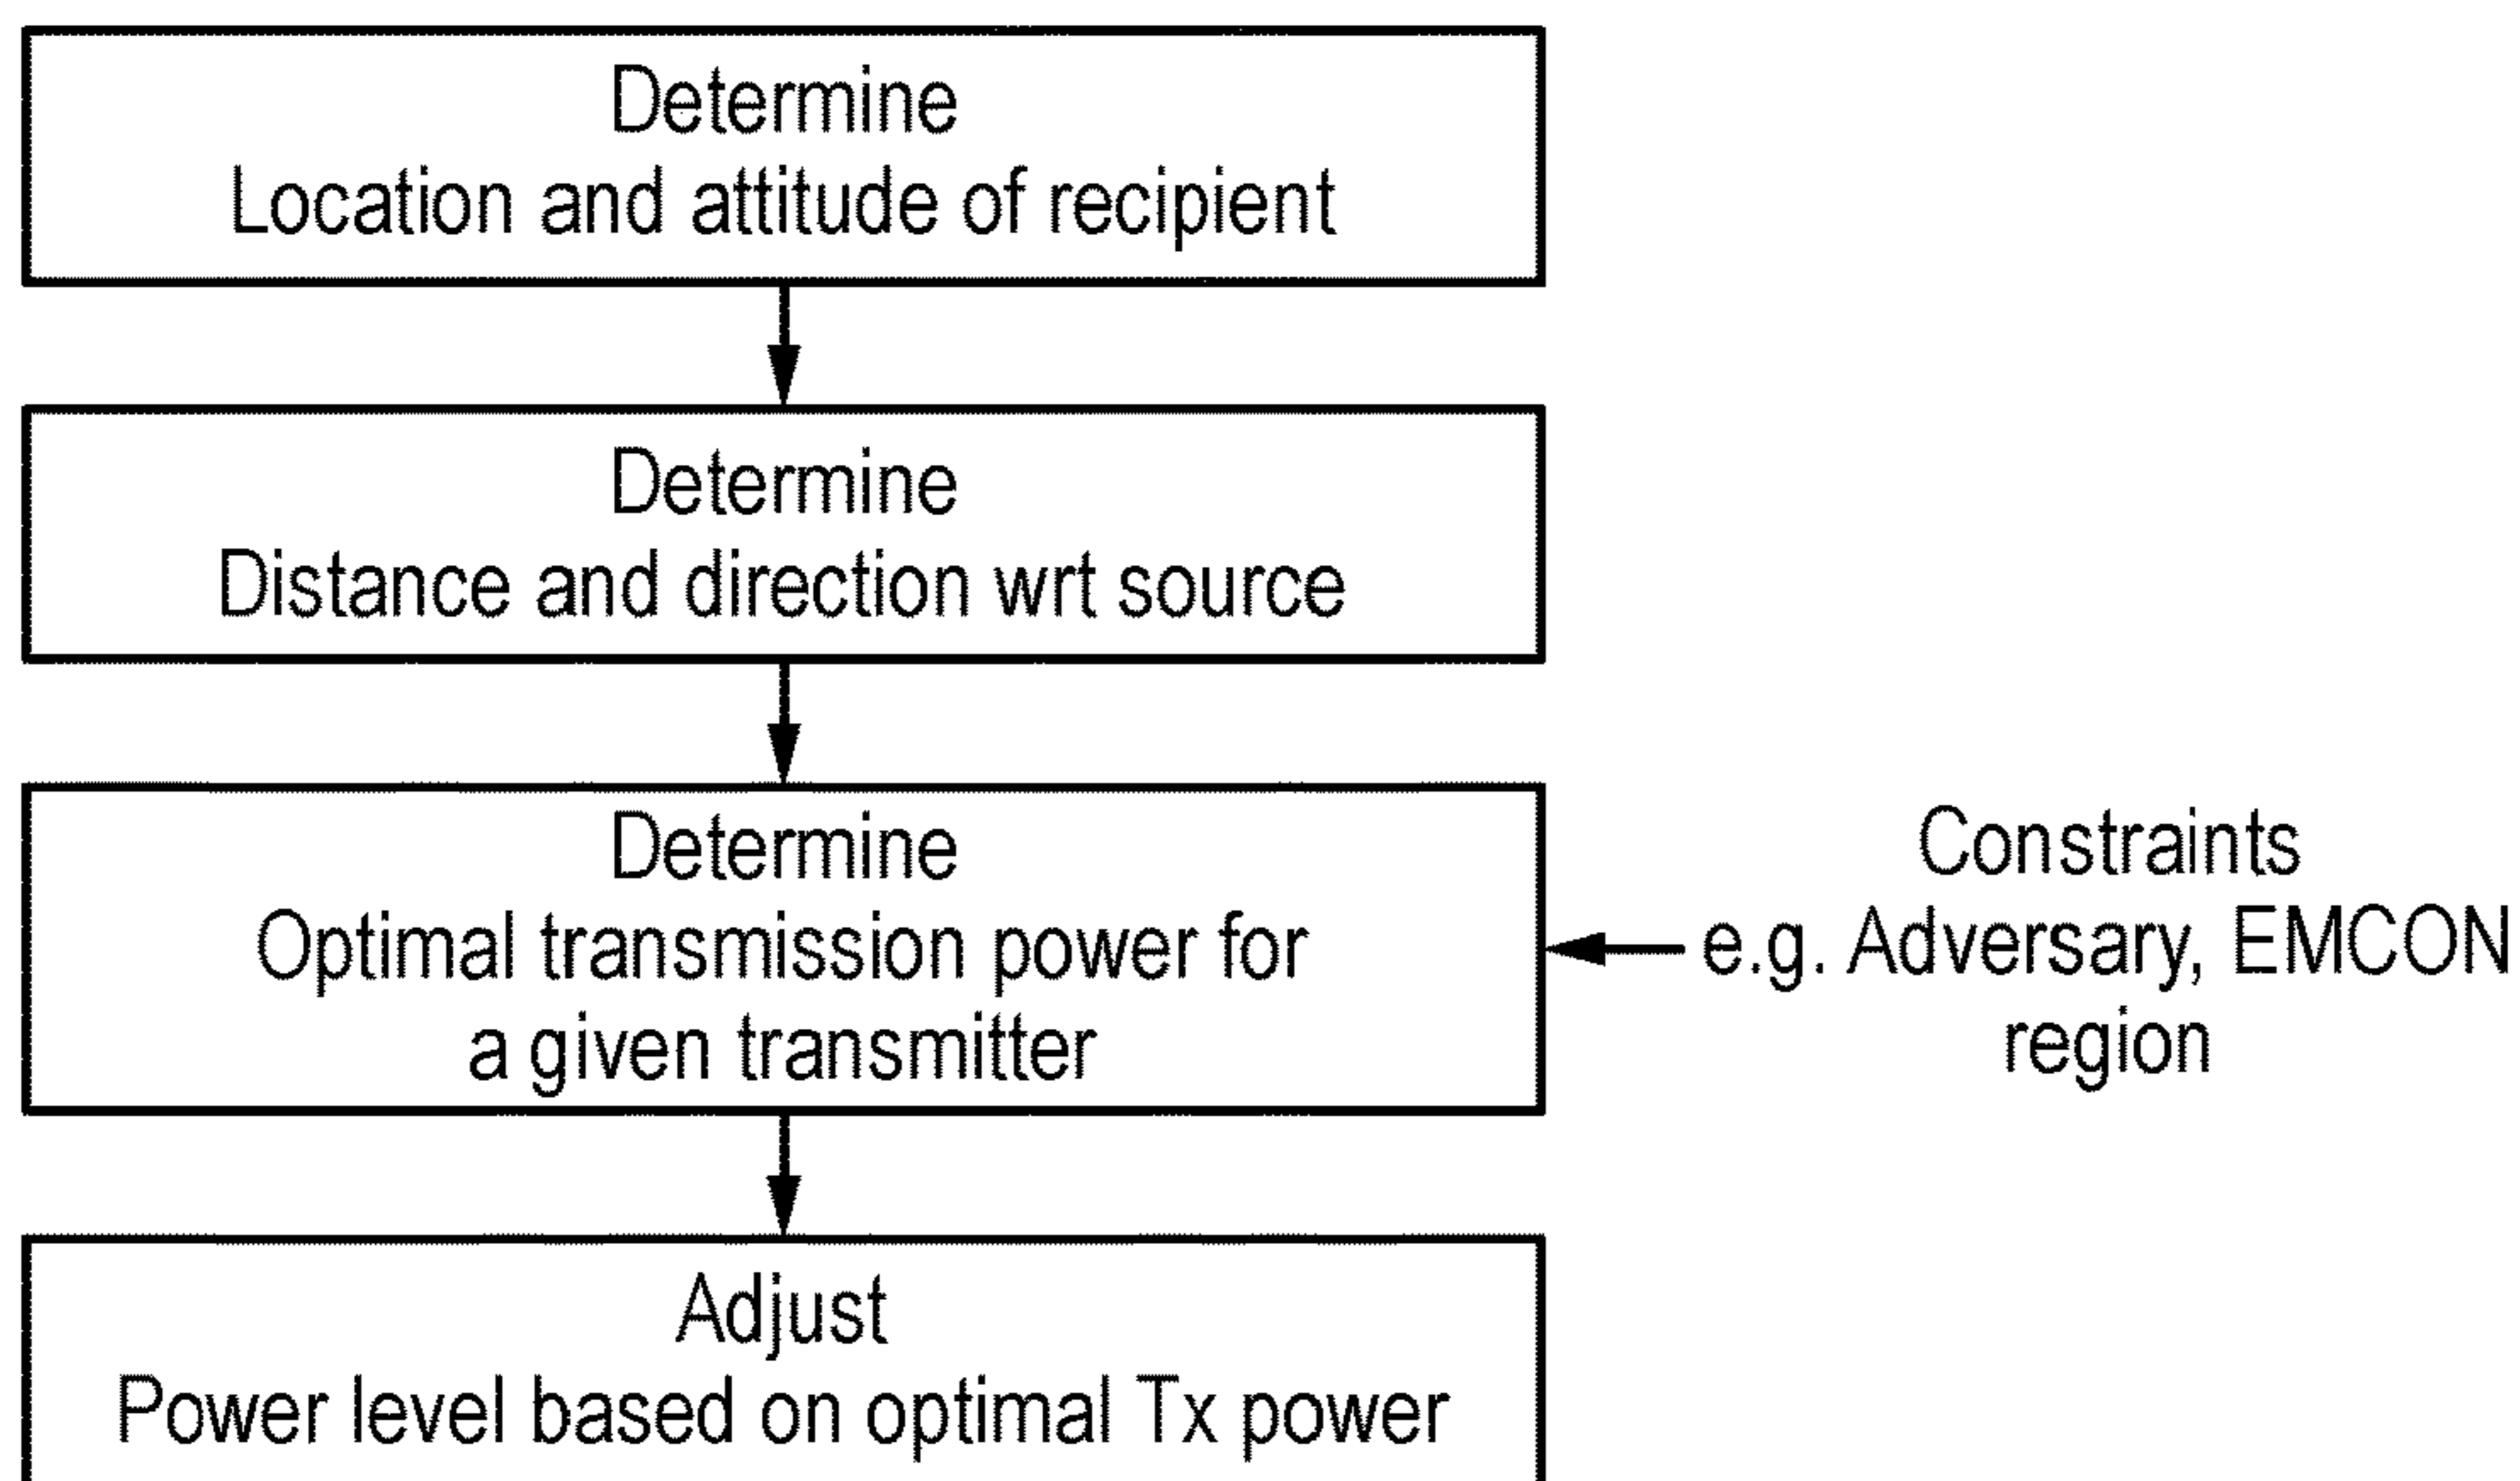 Determine
Location and attitude of recipient
Determine
Distance and direction wrt source
Determine
Optimal transmission power for
a given transmitter
Constraints
e.g. Adversary, EMCON
region
Adjust
Power level based on optimal Tx power